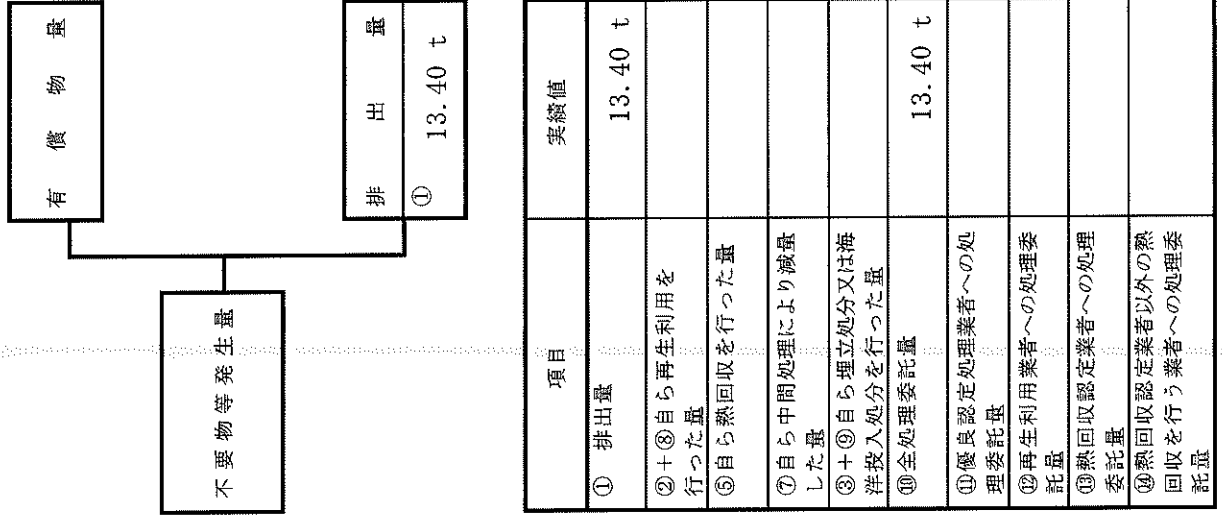 有償物量
不要物等発生量
排出量
① 13.40 t
項目 実績値
① 排出量 13.40 t
②+⑧自ら再生利用を
行った量
⑤自ら熱回収を行った量
⑦自ら中間処理により減量
した量
③+⑨自ら埋立処分又は海
洋投入処分を行った量
⑩全処理委託量 13.40 t
⑪優良認定処理業者への処
理委託量
⑫再生利用業者への処理委
託量
⑬熱回収認定業者への処理
委託量
⑭熱回収認定業者以外の熱
回収を行う業者への処理委
託量